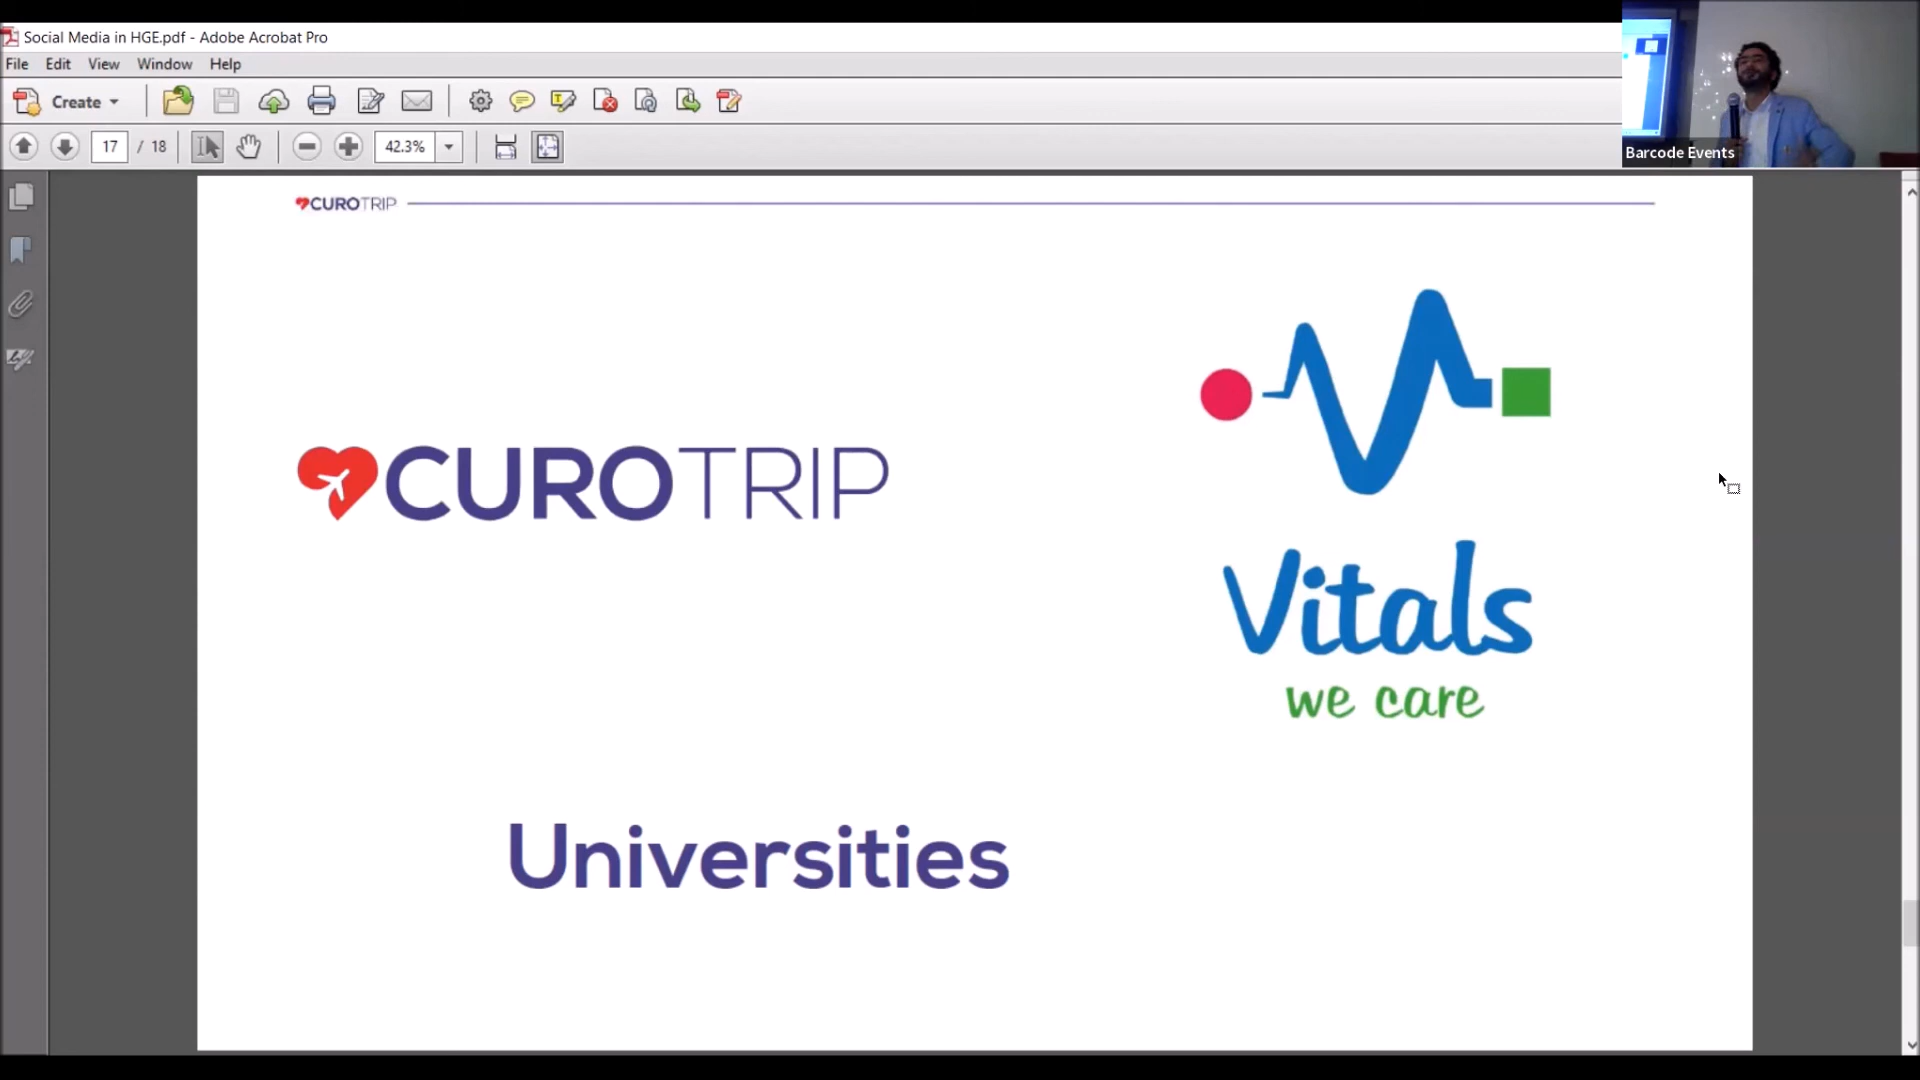 Social Media in HGE.pdf - Adobe Acrobat Pro
File Edit View Window Help
Create
17 / 18 42.3%
Barcode Events
CUROTRIP
CUROTRIP
Vitals
we care
Universities